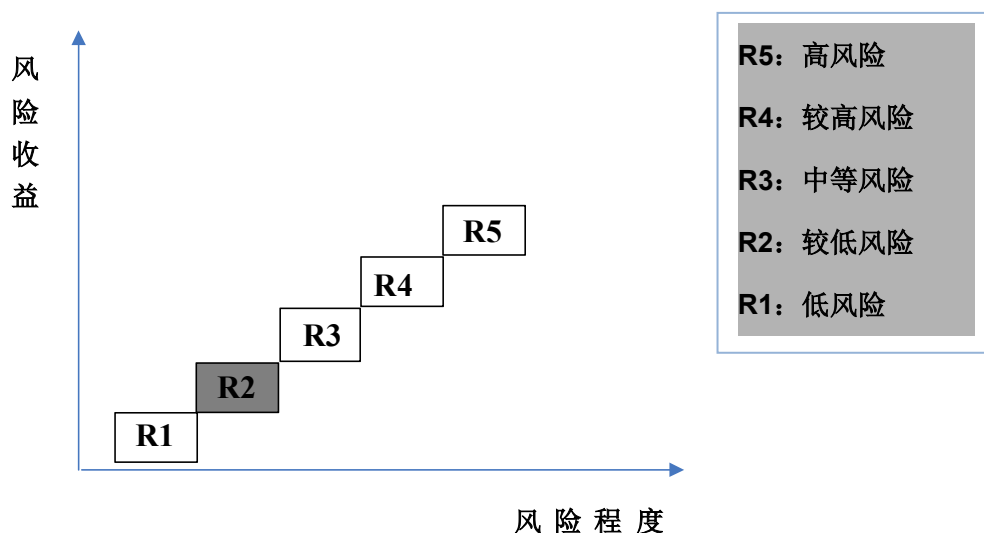 风险收益
R5
R4
R3
R2
R1
风 险 程 度
R5：高风险
R4：较高风险
R3：中等风险
R2：较低风险
R1：低风险